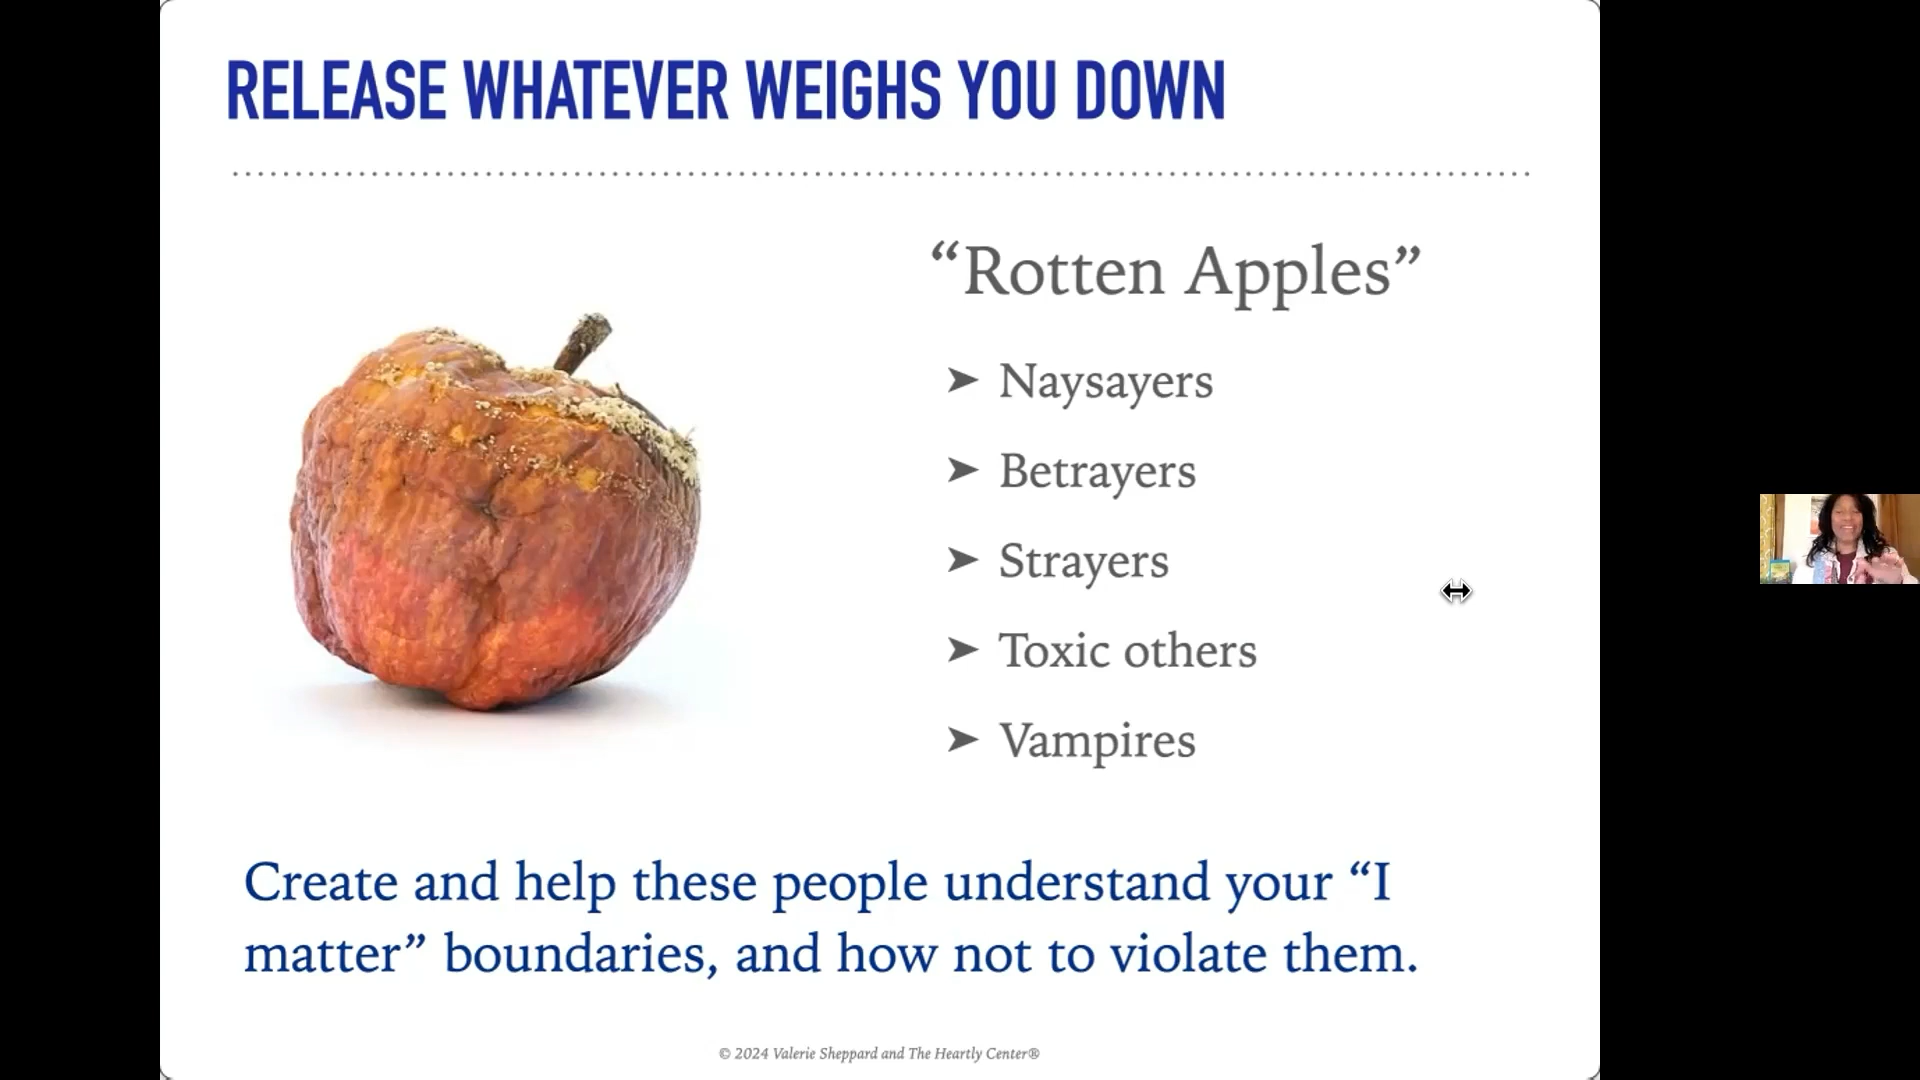 RELEASE WHATEVER WEIGHS YOU DOWN
“Rotten Apples”
➤ Naysayers
➤ Betrayers
➤ Strayers
➤ Toxic others
➤ Vampires
Create and help these people understand your “I
matter” boundaries, and how not to violate them.
© 2024 Valerie Sheppard and The Heartly Center®